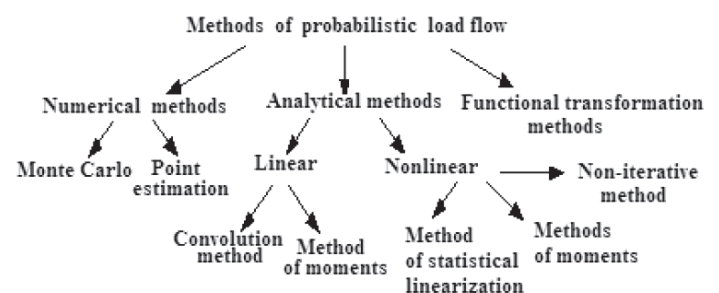 Methods of probabilistic load flow
Numerical methods
Analytical methods
Functional transformation
methods
Monte Carlo
Point
estimation
Linear
Nonlinear
Non-iterative
method
Convolution
method
Method
of moments
Method
of statistical
linearization
Methods
of moments